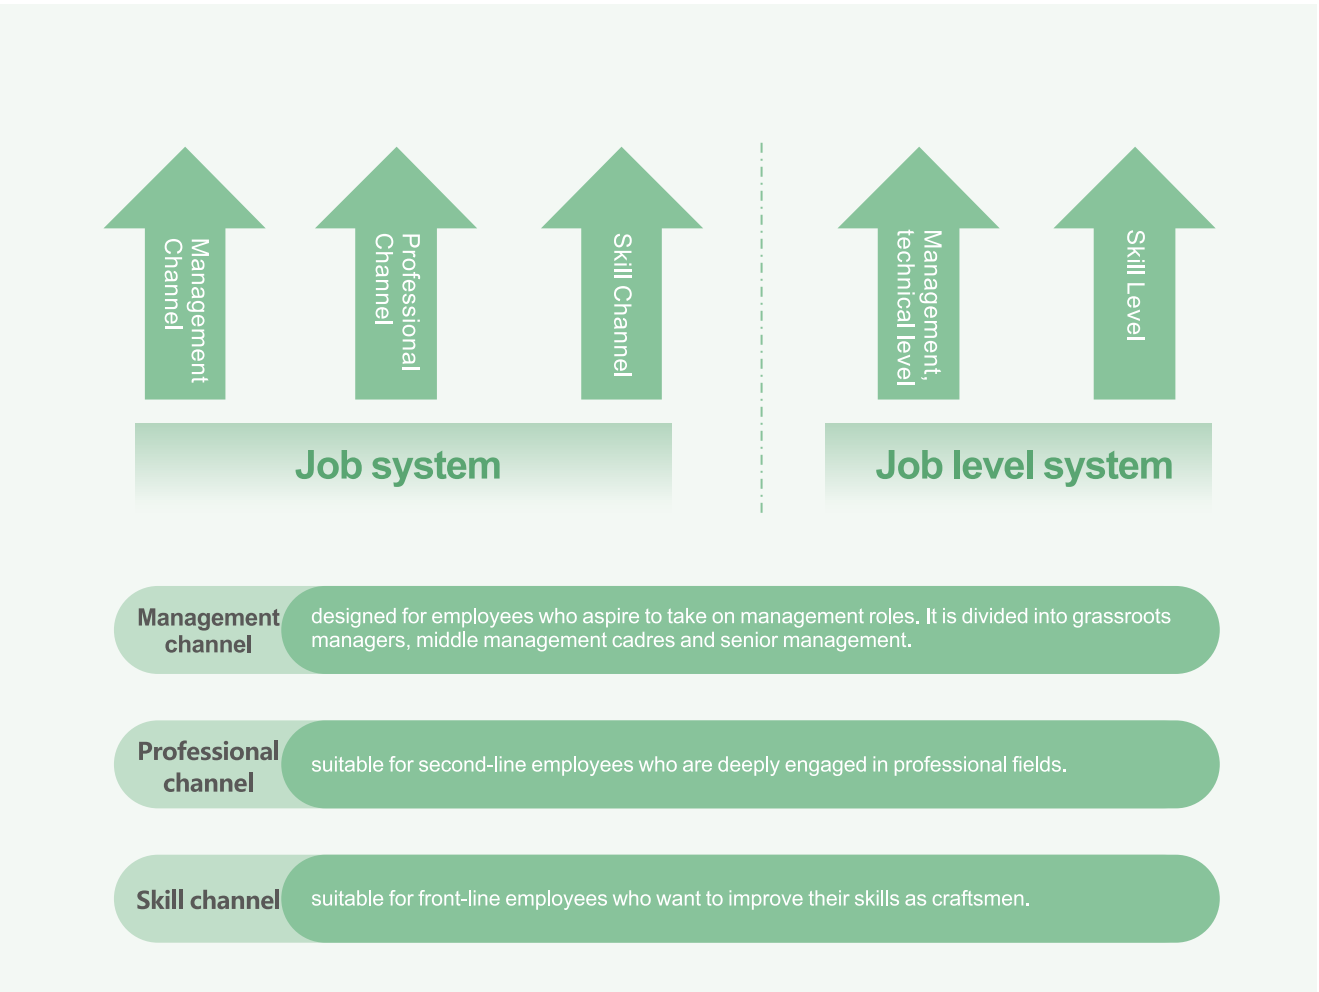 Management
Channel
Professional
Channel
Skill Channel
Management,
technical level
Skill Level
Job system
Job level system
Management
channel
designed for employees who aspire to take on management roles. It is divided into grassroots
managers, middle management cadres and senior management.
Professional
channel
suitable for second-line employees who are deeply engaged in professional fields.
Skill channel
suitable for front-line employees who want to improve their skills as craftsmen.